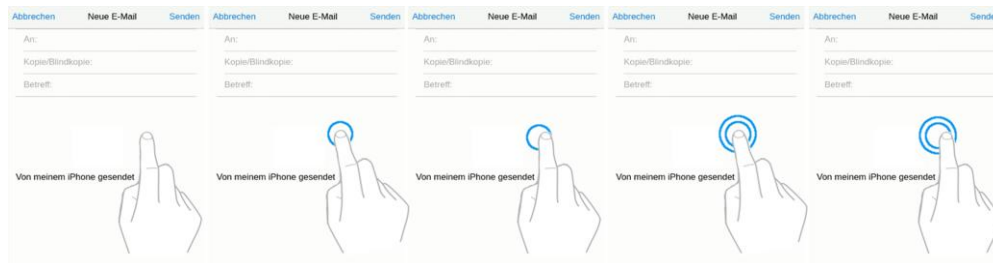 Abbrechen Neue E-Mail Senden
An:
Kopie/Blindkopie:
Betreff:
Von meinem iPhone gesendet
Abbrechen Neue E-Mail Senden
An:
Kopie/Blindkopie:
Betreff:
Von meinem iPhone gesendet
Abbrechen Neue E-Mail Senden
An:
Kopie/Blindkopie:
Betreff:
Von meinem iPhone gesendet
Abbrechen Neue E-Mail Senden
An:
Kopie/Blindkopie:
Betreff:
Von meinem iPhone gesendet
Abbrechen Neue E-Mail Sende
An:
Kopie/Blindkopie:
Betreff:
Von meinem iPhone gesendet